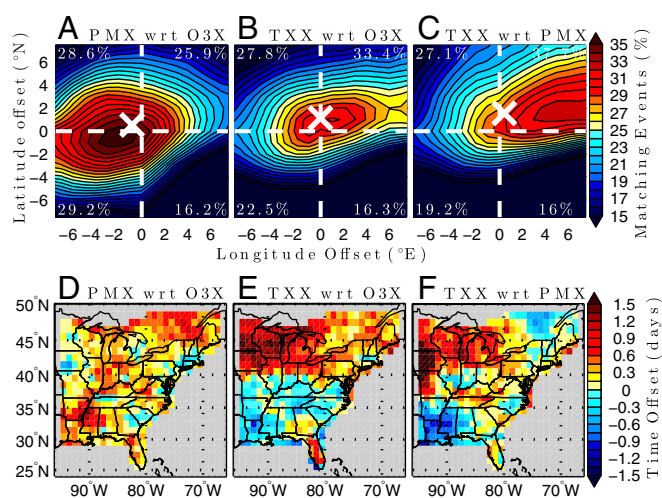 A PMX wrt O3X
B TXX wrt O3X
C TXX wrt PMX
28.6% 25.9%
27.8% 33.4%
27.1%
29.2% 16.2%
22.5% 16.3%
19.2% 16%
Latitude offset (°N)
6
4
2
0
−2
−4
−6
−6 −4 −2 0 2 4 6
−6 −4 −2 0 2 4 6
−6 −4 −2 0 2 4 6
Longitude Offset (°E)
35
33
31
29
27
25
23
21
19
17
15
Matching Events (%)
D PMX wrt O3X
E TXX wrt O3X
F TXX wrt PMX
50°N
45°N
40°N
35°N
30°N
25°N
90°W 80°W 70°W
90°W 80°W 70°W
90°W 80°W 70°W
1.5
1.2
0.9
0.6
0.3
0
−0.3
−0.6
−0.9
−1.2
−1.5
Time Offset (days)